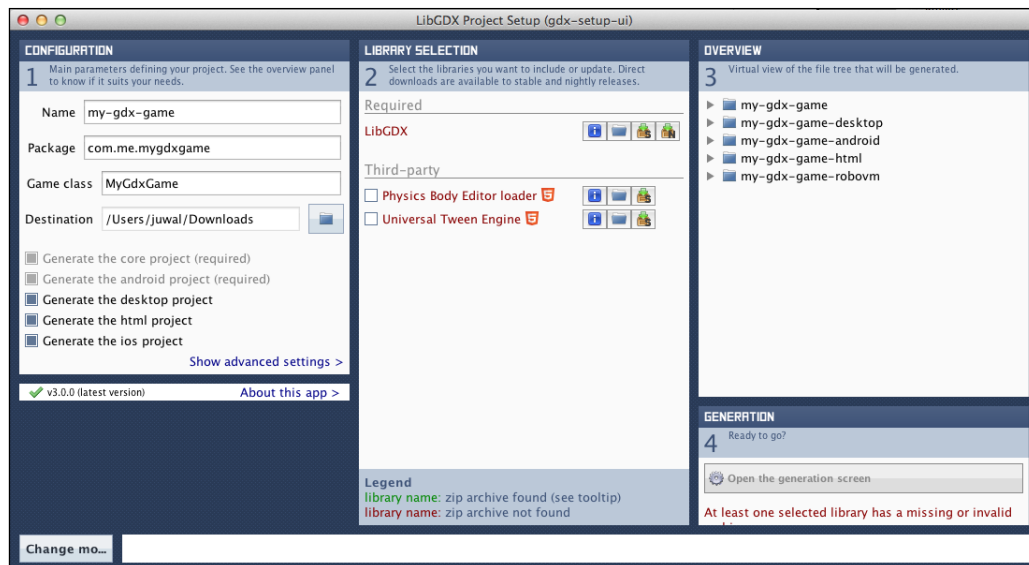 LibGDX Project Setup (gdx-setup-ui)
CONFIGURATION
1 Main parameters defining your project. See the overview panel
to know if it suits your needs.
Name my-gdx-game
Package com.me.mygdxgame
Game class MyGdxGame
Destination /Users/juwal/Downloads
Generate the core project (required)
Generate the android project (required)
Generate the desktop project
Generate the html project
Generate the ios project
Show advanced settings >
v3.0.0 (latest version) About this app >
LIBRARY SELECTION
2 Select the libraries you want to include or update. Direct
downloads are available to stable and nightly releases.
Required
LibGDX
Third-party
Physics Body Editor loader
Universal Tween Engine
Legend
library name: zip archive found (see tooltip)
library name: zip archive not found
OVERVIEW
3 Virtual view of the file tree that will be generated.
my-gdx-game
my-gdx-game-desktop
my-gdx-game-android
my-gdx-game-html
my-gdx-game-robovm
GENERATION
4 Ready to go?
Open the generation screen
At least one selected library has a missing or invalid
Change mo...